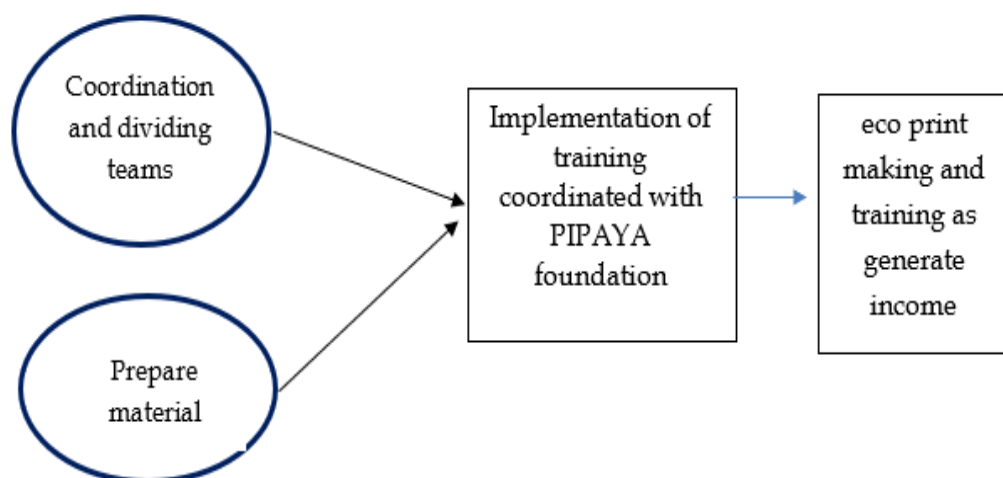 Coordination
and dividing
teams
Prepare
material
Implementation of
training
coordinated with
PIPAYA
foundation
eco print
making and
training as
generate
income